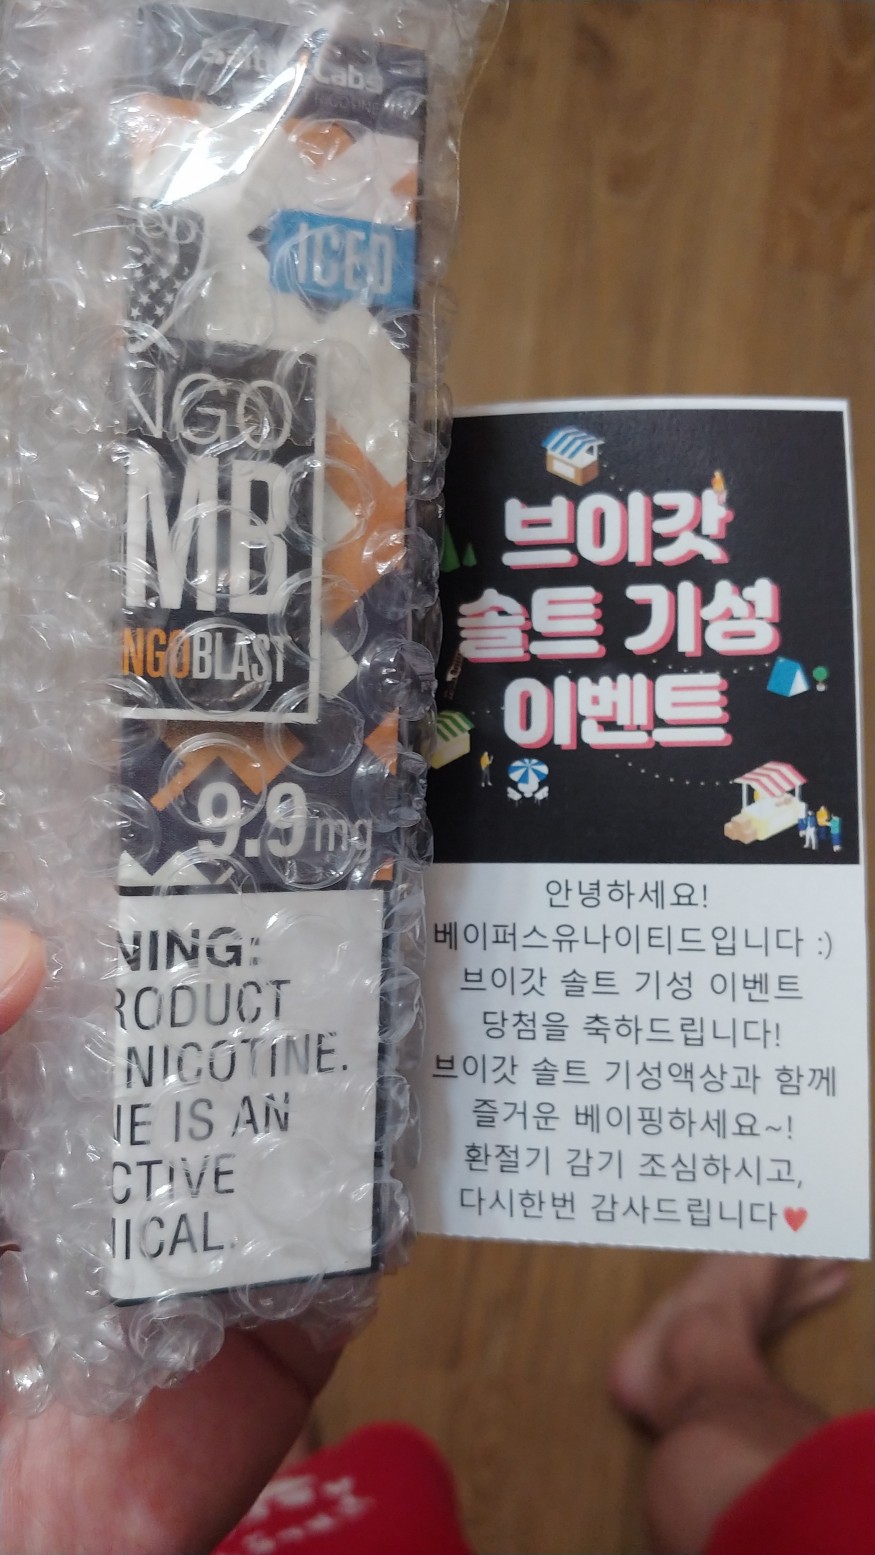 Labs
ICED
NGO
MB
NGOBLAST
9.9mg
NING:
RODUCT
NICOTINE.
NE IS AN
CTIVE
MICAL.
브이갓
솔트 기성
이벤트
안녕하세요!
베이퍼스유나이티드입니다 :)
브이갓 솔트 기성 이벤트
당첨을 축하드립니다!
브이갓 솔트 기성액상과 함께
즐거운 베이핑하세요~!
환절기 감기 조심하시고,
다시한번 감사드립니다❤